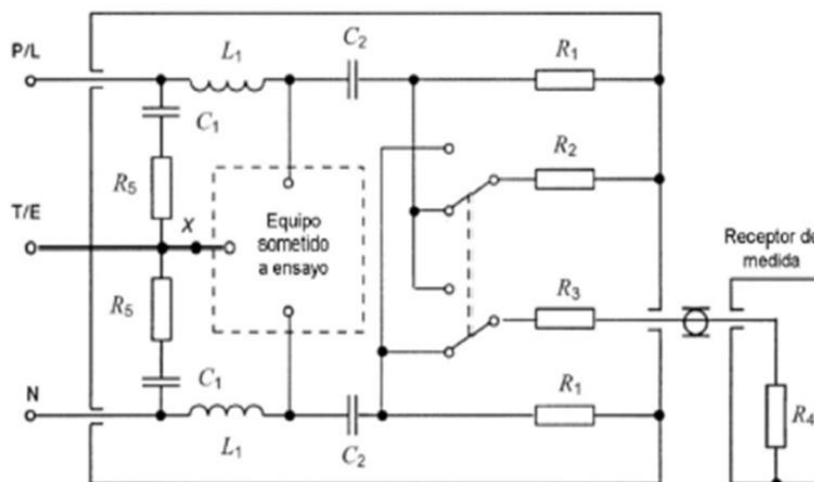 P/L
L₁
C₂
R₁
C₁
R₂
R₅
T/E
X
Equipo
sometido
a ensayo
Receptor de
medida
R₅
R₃
C₁
N
R₁
R₄
L₁
C₂